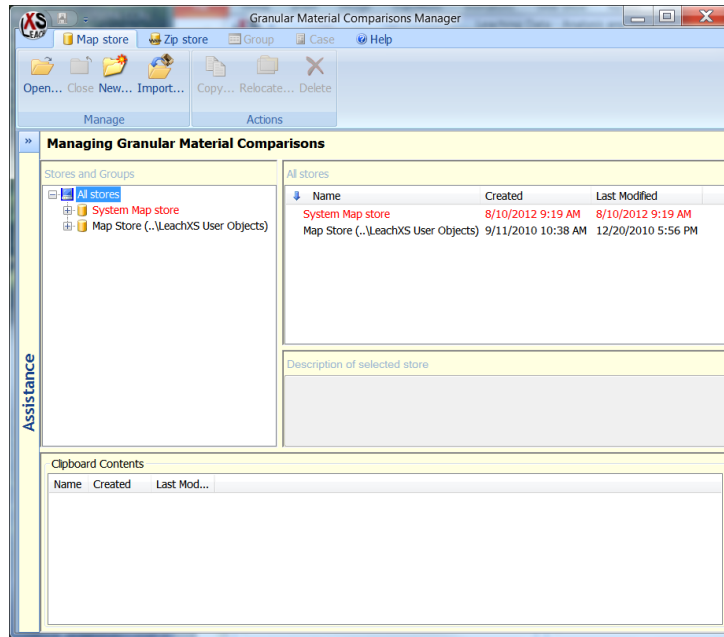 XS
LEACH
Granular Material Comparisons Manager
Map store Zip store Group Case Help
Open... Close New... Import... Copy... Relocate... Delete
Manage Actions
» Managing Granular Material Comparisons
Assistance
Stores and Groups
All stores
System Map store
Map Store (..\LeachXS User Objects)
All stores
Name Created Last Modified
System Map store 8/10/2012 9:19 AM 8/10/2012 9:19 AM
Map Store (..\LeachXS User Objects) 9/11/2010 10:38 AM 12/20/2010 5:56 PM
Description of selected store
Clipboard Contents
Name Created Last Mod...